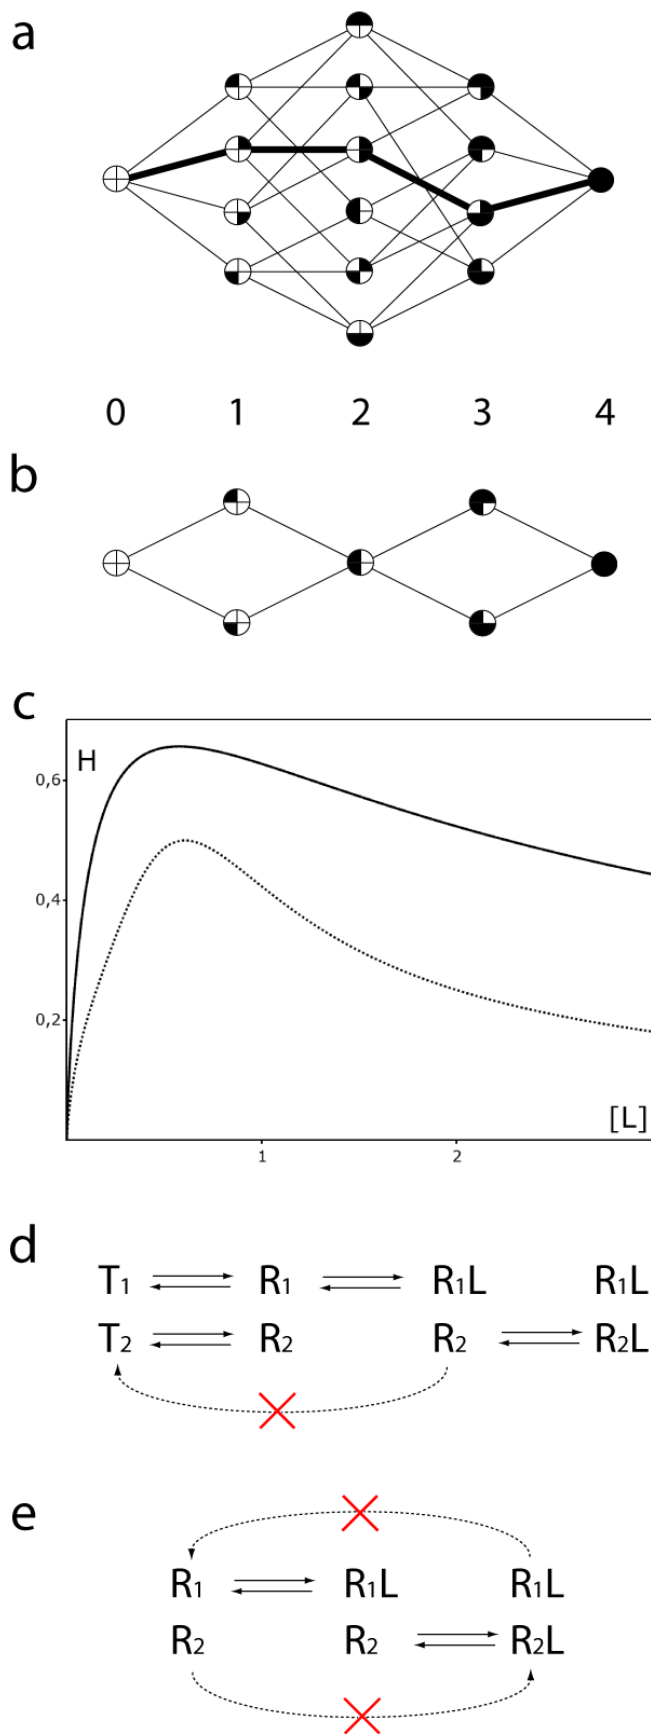 a
0 1 2 3 4
b
c
H
0,6
0,4
0,2
[L]
1 2
d
T1 R1 R1L R1L
T2 R2 R2 R2L
e
R1 R1L R1L
R2 R2 R2L